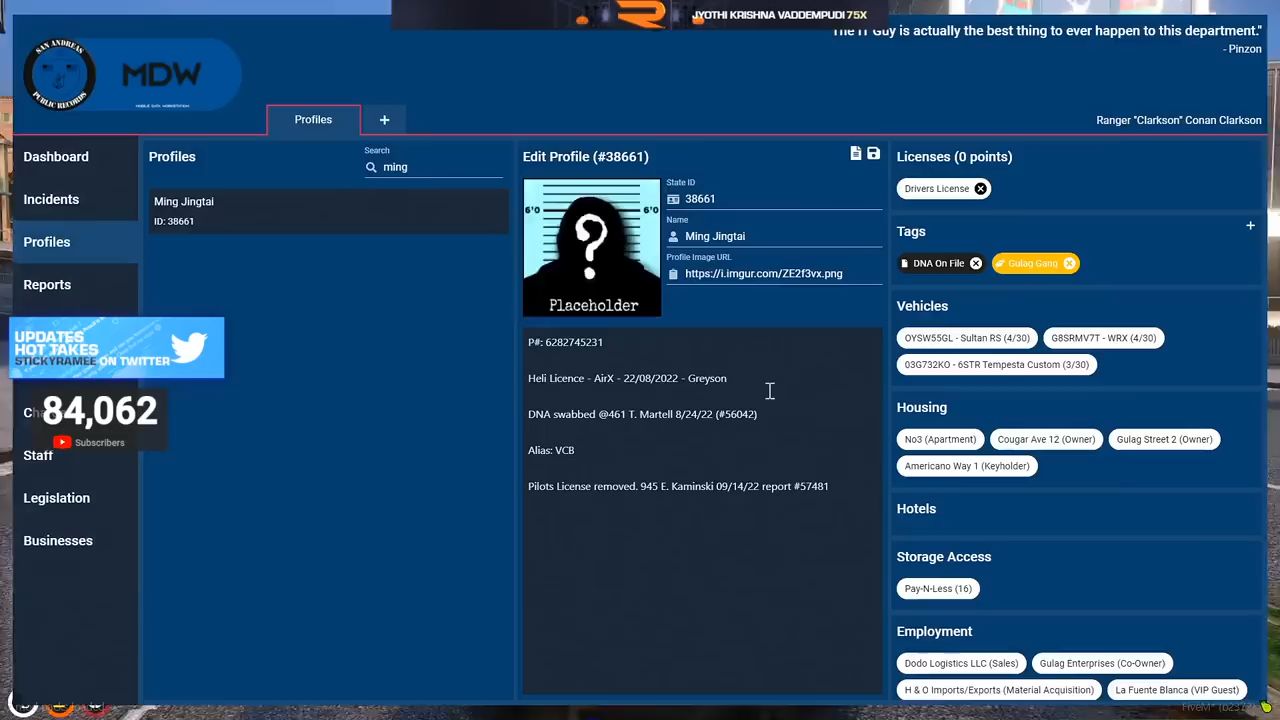 JYOTHI KRISHNA VADDEMPUDI 75X
"The IT Guy is actually the best thing to ever happen to this department."
- Pinzon
SAN ANDREAS
PUBLIC RECORDS
MDW
MOBILE DATA WORKSTATION
Profiles
+
Ranger "Clarkson" Conan Clarkson
Dashboard
Incidents
Profiles
Reports
UPDATES
HOT TAKES
STICKYRAMEE ON TWITTER
84,062
Subscribers
Staff
Legislation
Businesses
Profiles
Search
ming
Ming Jingtai
ID: 38661
Edit Profile (#38661)
6'0
6'0
?
Placeholder
State ID
38661
Name
Ming Jingtai
Profile Image URL
https://i.imgur.com/ZE2f3vx.png
P#: 6282745231
Heli Licence - AirX - 22/08/2022 - Greyson
DNA swabbed @461 T. Martell 8/24/22 (#56042)
Alias: VCB
Pilots License removed. 945 E. Kaminski 09/14/22 report #57481
Licenses (0 points)
Drivers License
Tags
+
DNA On File
Gulag Gang
Vehicles
OYSW55GL - Sultan RS (4/30)
G8SRMV7T - WRX (4/30)
03G732KO - 6STR Tempesta Custom (3/30)
Housing
No3 (Apartment)
Cougar Ave 12 (Owner)
Gulag Street 2 (Owner)
Americano Way 1 (Keyholder)
Hotels
Storage Access
Pay-N-Less (16)
Employment
Dodo Logistics LLC (Sales)
Gulag Enterprises (Co-Owner)
H & O Imports/Exports (Material Acquisition)
La Fuente Blanca (VIP Guest)